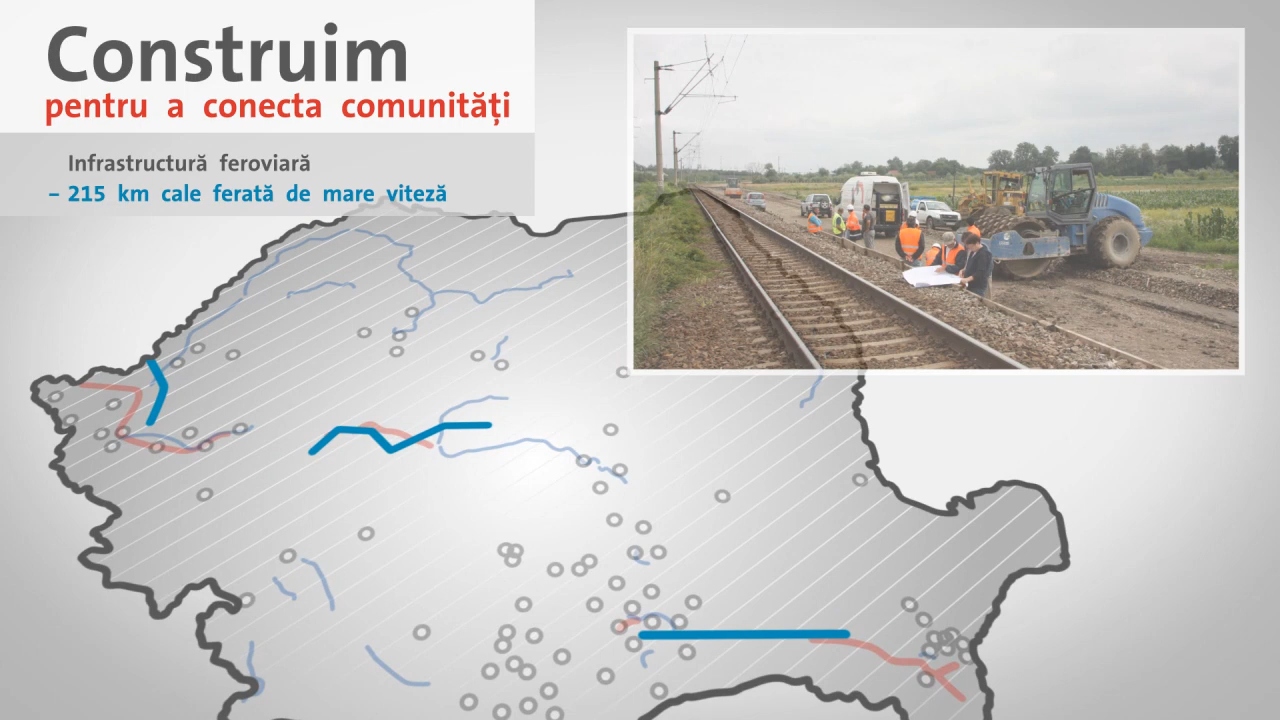 Construim
pentru a conecta comunități
Infrastructură feroviară
– 215 km cale ferată de mare viteză